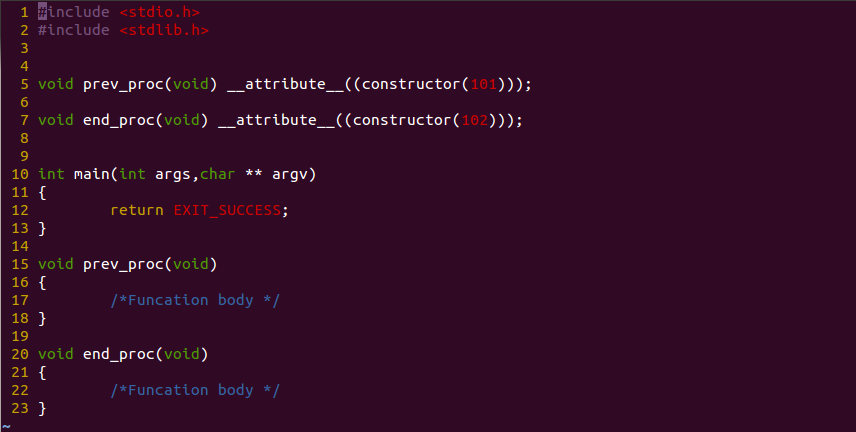 1 #include <stdio.h>
2 #include <stdlib.h>
3
4
5 void prev_proc(void) __attribute__((constructor(101)));
6
7 void end_proc(void) __attribute__((constructor(102)));
8
9
10 int main(int args,char ** argv)
11 {
12         return EXIT_SUCCESS;
13 }
14
15 void prev_proc(void)
16 {
17         /*Funcation body */
18 }
19
20 void end_proc(void)
21 {
22         /*Funcation body */
23 }
~